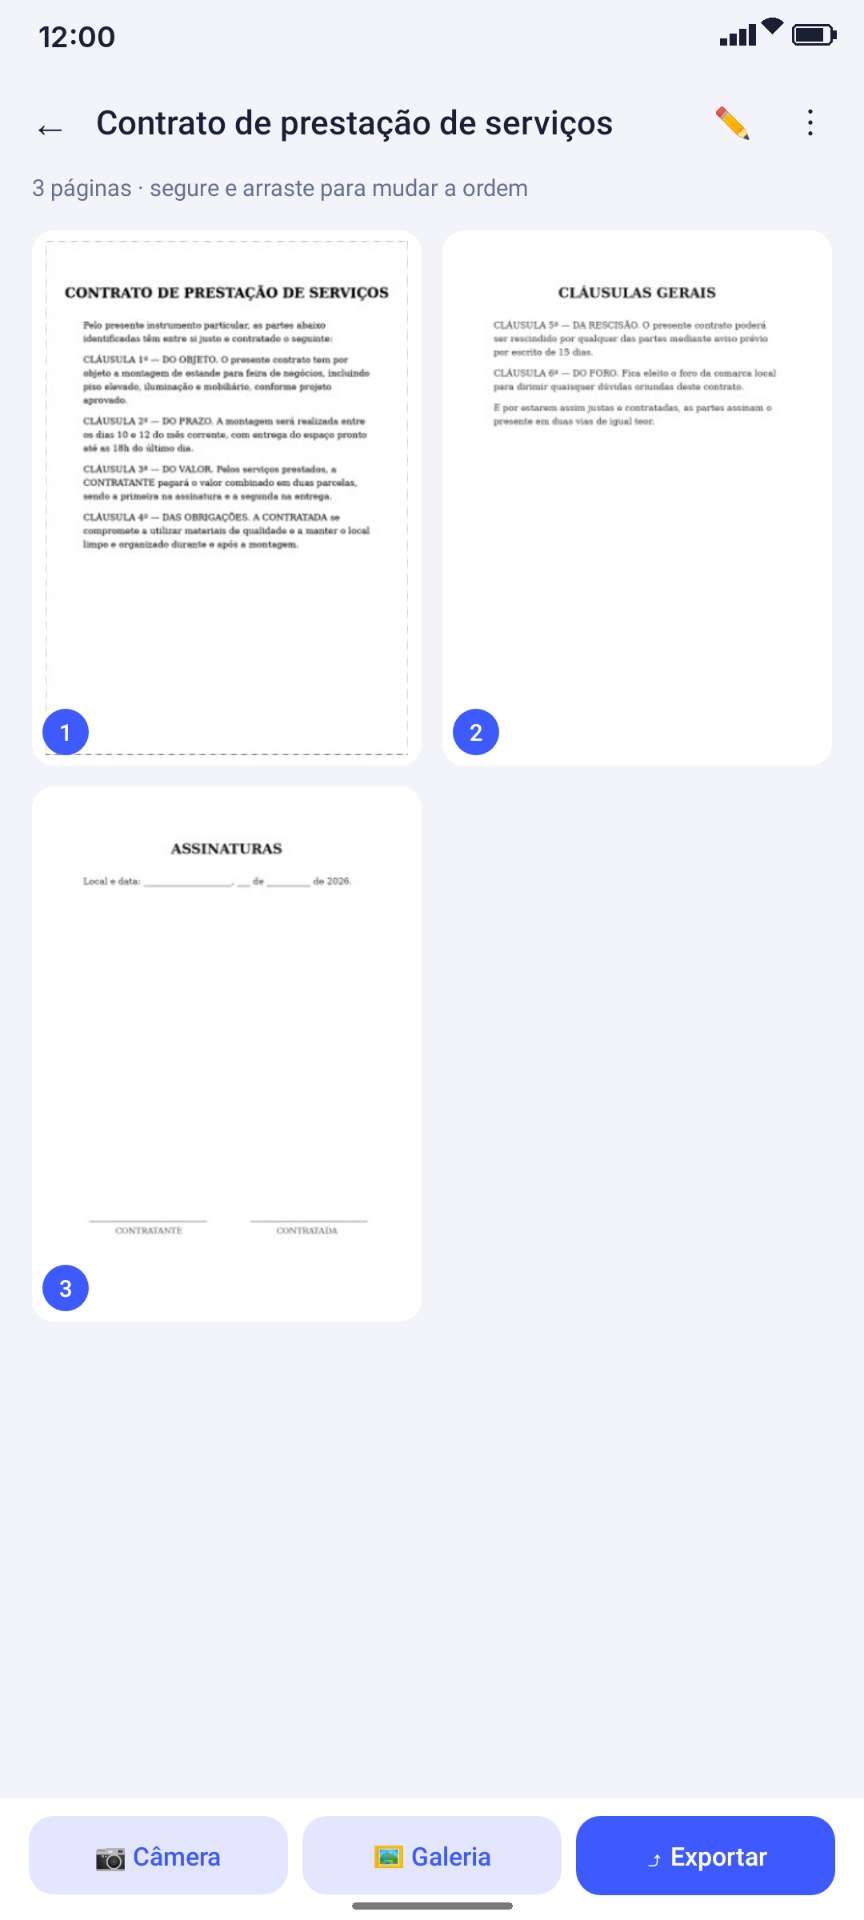 12:00
← Contrato de prestação de serviços
3 páginas · segure e arraste para mudar a ordem
CONTRATO DE PRESTAÇÃO DE SERVIÇOS
Pelo presente instrumento particular, as partes abaixo
identificadas têm entre si justo e contratado o seguinte:
CLÁUSULA 1ª — DO OBJETO. O presente contrato tem por
objeto a montagem de estande para feira de negócios, incluindo
piso elevado, iluminação e mobiliário, conforme projeto
aprovado.
CLÁUSULA 2ª — DO PRAZO. A montagem será realizada entre
os dias 10 e 12 do mês corrente, com entrega do espaço pronto
até as 18h do último dia.
CLÁUSULA 3ª — DO VALOR. Pelos serviços prestados, a
CONTRATANTE pagará o valor combinado em duas parcelas,
sendo a primeira na assinatura e a segunda na entrega.
CLÁUSULA 4ª — DAS OBRIGAÇÕES. A CONTRATADA se
compromete a utilizar materiais de qualidade e a manter o local
limpo e organizado durante e após a montagem.
1
CLÁUSULAS GERAIS
CLÁUSULA 5ª — DA RESCISÃO. O presente contrato poderá
ser rescindido por qualquer das partes mediante aviso prévio
por escrito de 15 dias.
CLÁUSULA 6ª — DO FORO. Fica eleito o foro da comarca local
para dirimir quaisquer dúvidas oriundas deste contrato.
E por estarem assim justas e contratadas, as partes assinam o
presente em duas vias de igual teor.
2
ASSINATURAS
Local e data: ____________________, ___ de __________ de 2026.
CONTRATANTE CONTRATADA
3
Câmera Galeria Exportar